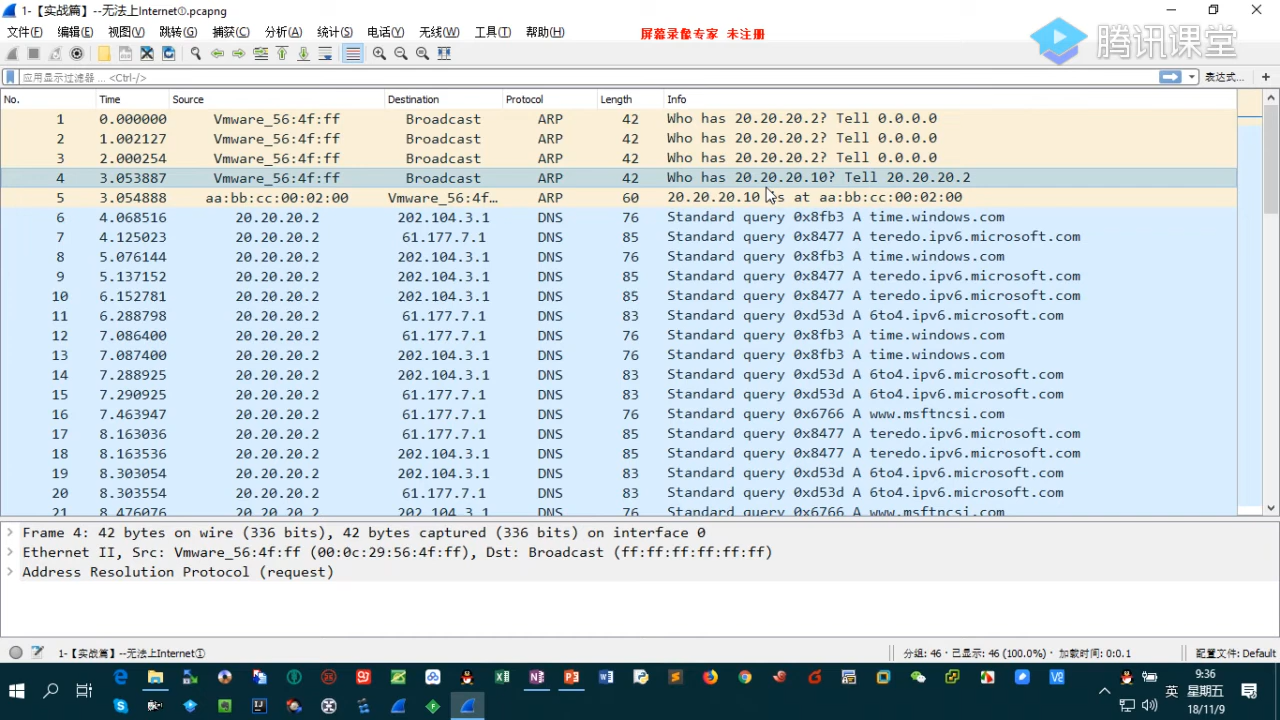 1-【实战篇】--无法上Internet①.pcapng
文件(F) 编辑(E) 视图(V) 跳转(G) 捕获(C) 分析(A) 统计(S) 电话(Y) 无线(W) 工具(T) 帮助(H)
屏幕录像专家 未注册
腾讯课堂
应用显示过滤器 … <Ctrl-/>
表达式… +
No. Time Source Destination Protocol Length Info
1 0.000000 Vmware_56:4f:ff Broadcast ARP 42 Who has 20.20.20.2? Tell 0.0.0.0
2 1.002127 Vmware_56:4f:ff Broadcast ARP 42 Who has 20.20.20.2? Tell 0.0.0.0
3 2.000254 Vmware_56:4f:ff Broadcast ARP 42 Who has 20.20.20.2? Tell 0.0.0.0
4 3.053887 Vmware_56:4f:ff Broadcast ARP 42 Who has 20.20.20.10? Tell 20.20.20.2
5 3.054888 aa:bb:cc:00:02:00 Vmware_56:4f… ARP 60 20.20.20.10 is at aa:bb:cc:00:02:00
6 4.068516 20.20.20.2 202.104.3.1 DNS 76 Standard query 0x8fb3 A time.windows.com
7 4.125023 20.20.20.2 61.177.7.1 DNS 85 Standard query 0x8477 A teredo.ipv6.microsoft.com
8 5.076144 20.20.20.2 61.177.7.1 DNS 76 Standard query 0x8fb3 A time.windows.com
9 5.137152 20.20.20.2 202.104.3.1 DNS 85 Standard query 0x8477 A teredo.ipv6.microsoft.com
10 6.152781 20.20.20.2 202.104.3.1 DNS 85 Standard query 0x8477 A teredo.ipv6.microsoft.com
11 6.288798 20.20.20.2 61.177.7.1 DNS 83 Standard query 0xd53d A 6to4.ipv6.microsoft.com
12 7.086400 20.20.20.2 61.177.7.1 DNS 76 Standard query 0x8fb3 A time.windows.com
13 7.087400 20.20.20.2 202.104.3.1 DNS 76 Standard query 0x8fb3 A time.windows.com
14 7.288925 20.20.20.2 202.104.3.1 DNS 83 Standard query 0xd53d A 6to4.ipv6.microsoft.com
15 7.290925 20.20.20.2 61.177.7.1 DNS 83 Standard query 0xd53d A 6to4.ipv6.microsoft.com
16 7.463947 20.20.20.2 61.177.7.1 DNS 76 Standard query 0x6766 A www.msftncsi.com
17 8.163036 20.20.20.2 61.177.7.1 DNS 85 Standard query 0x8477 A teredo.ipv6.microsoft.com
18 8.163536 20.20.20.2 202.104.3.1 DNS 85 Standard query 0x8477 A teredo.ipv6.microsoft.com
19 8.303054 20.20.20.2 202.104.3.1 DNS 83 Standard query 0xd53d A 6to4.ipv6.microsoft.com
20 8.303554 20.20.20.2 61.177.7.1 DNS 83 Standard query 0xd53d A 6to4.ipv6.microsoft.com
21 8.476076 20.20.20.2 202.104.3.1 DNS 76 Standard query 0x6766 A www.msftncsi.com
Frame 4: 42 bytes on wire (336 bits), 42 bytes captured (336 bits) on interface 0
Ethernet II, Src: Vmware_56:4f:ff (00:0c:29:56:4f:ff), Dst: Broadcast (ff:ff:ff:ff:ff:ff)
Address Resolution Protocol (request)
1-【实战篇】--无法上Internet① 分组: 46 · 已显示: 46 (100.0%) · 加载时间: 0:0.1 配置文件: Default
9:36
英 星期五
18/11/9